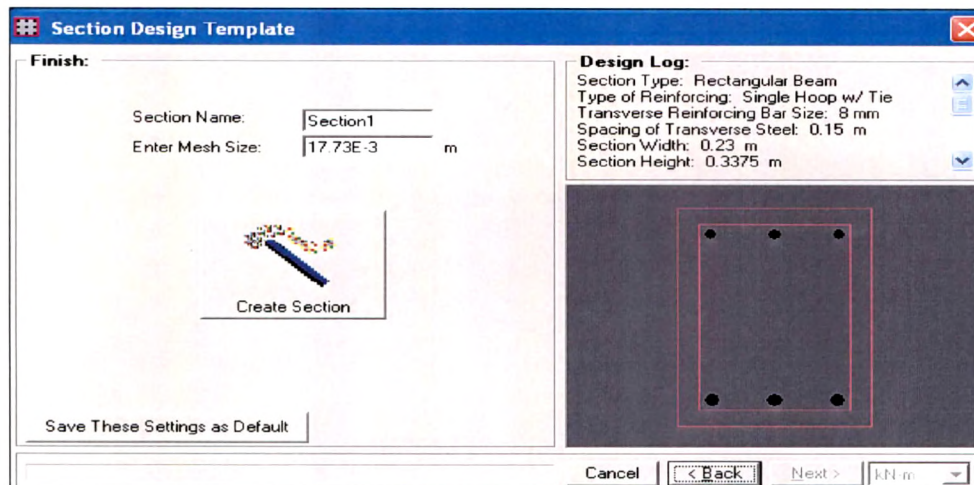 Section Design Template
Finish:
Section Name: Section1
Enter Mesh Size: 17.73E-3 m
Create Section
Save These Settings as Default
Design Log:
Section Type: Rectangular Beam
Type of Reinforcing: Single Hoop w/ Tie
Transverse Reinforcing Bar Size: 8 mm
Spacing of Transverse Steel: 0.15 m
Section Width: 0.23 m
Section Height: 0.3375 m
Cancel < Back Next > kN-m